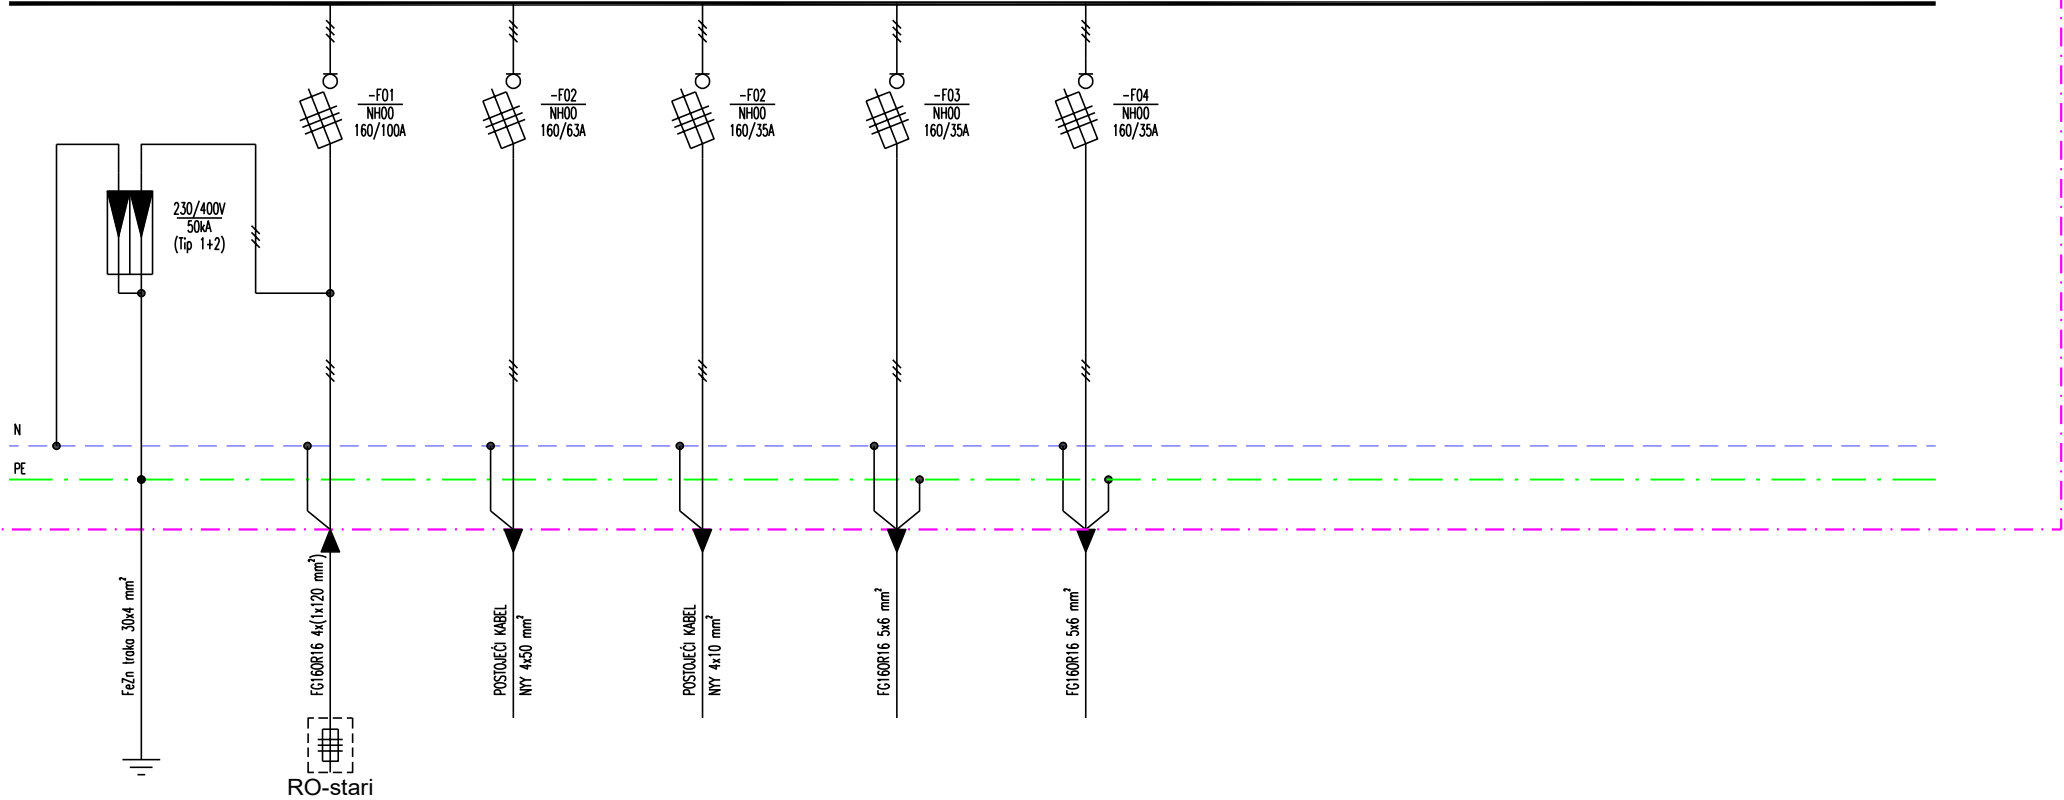 -F01
NH00
160/100A
-F02
NH00
160/63A
-F02
NH00
160/35A
-F03
NH00
160/35A
-F04
NH00
160/35A
230/400V
50kA
(Tip 1+2)
N
PE
FeZn traka 30x4 mm²
FG16OR16 4x(1x120 mm²)
POSTOJEĆI KABEL
NYY 4x50 mm²
POSTOJEĆI KABEL
NYY 4x10 mm²
FG16OR16 5x6 mm²
FG16OR16 5x6 mm²
RO-stari